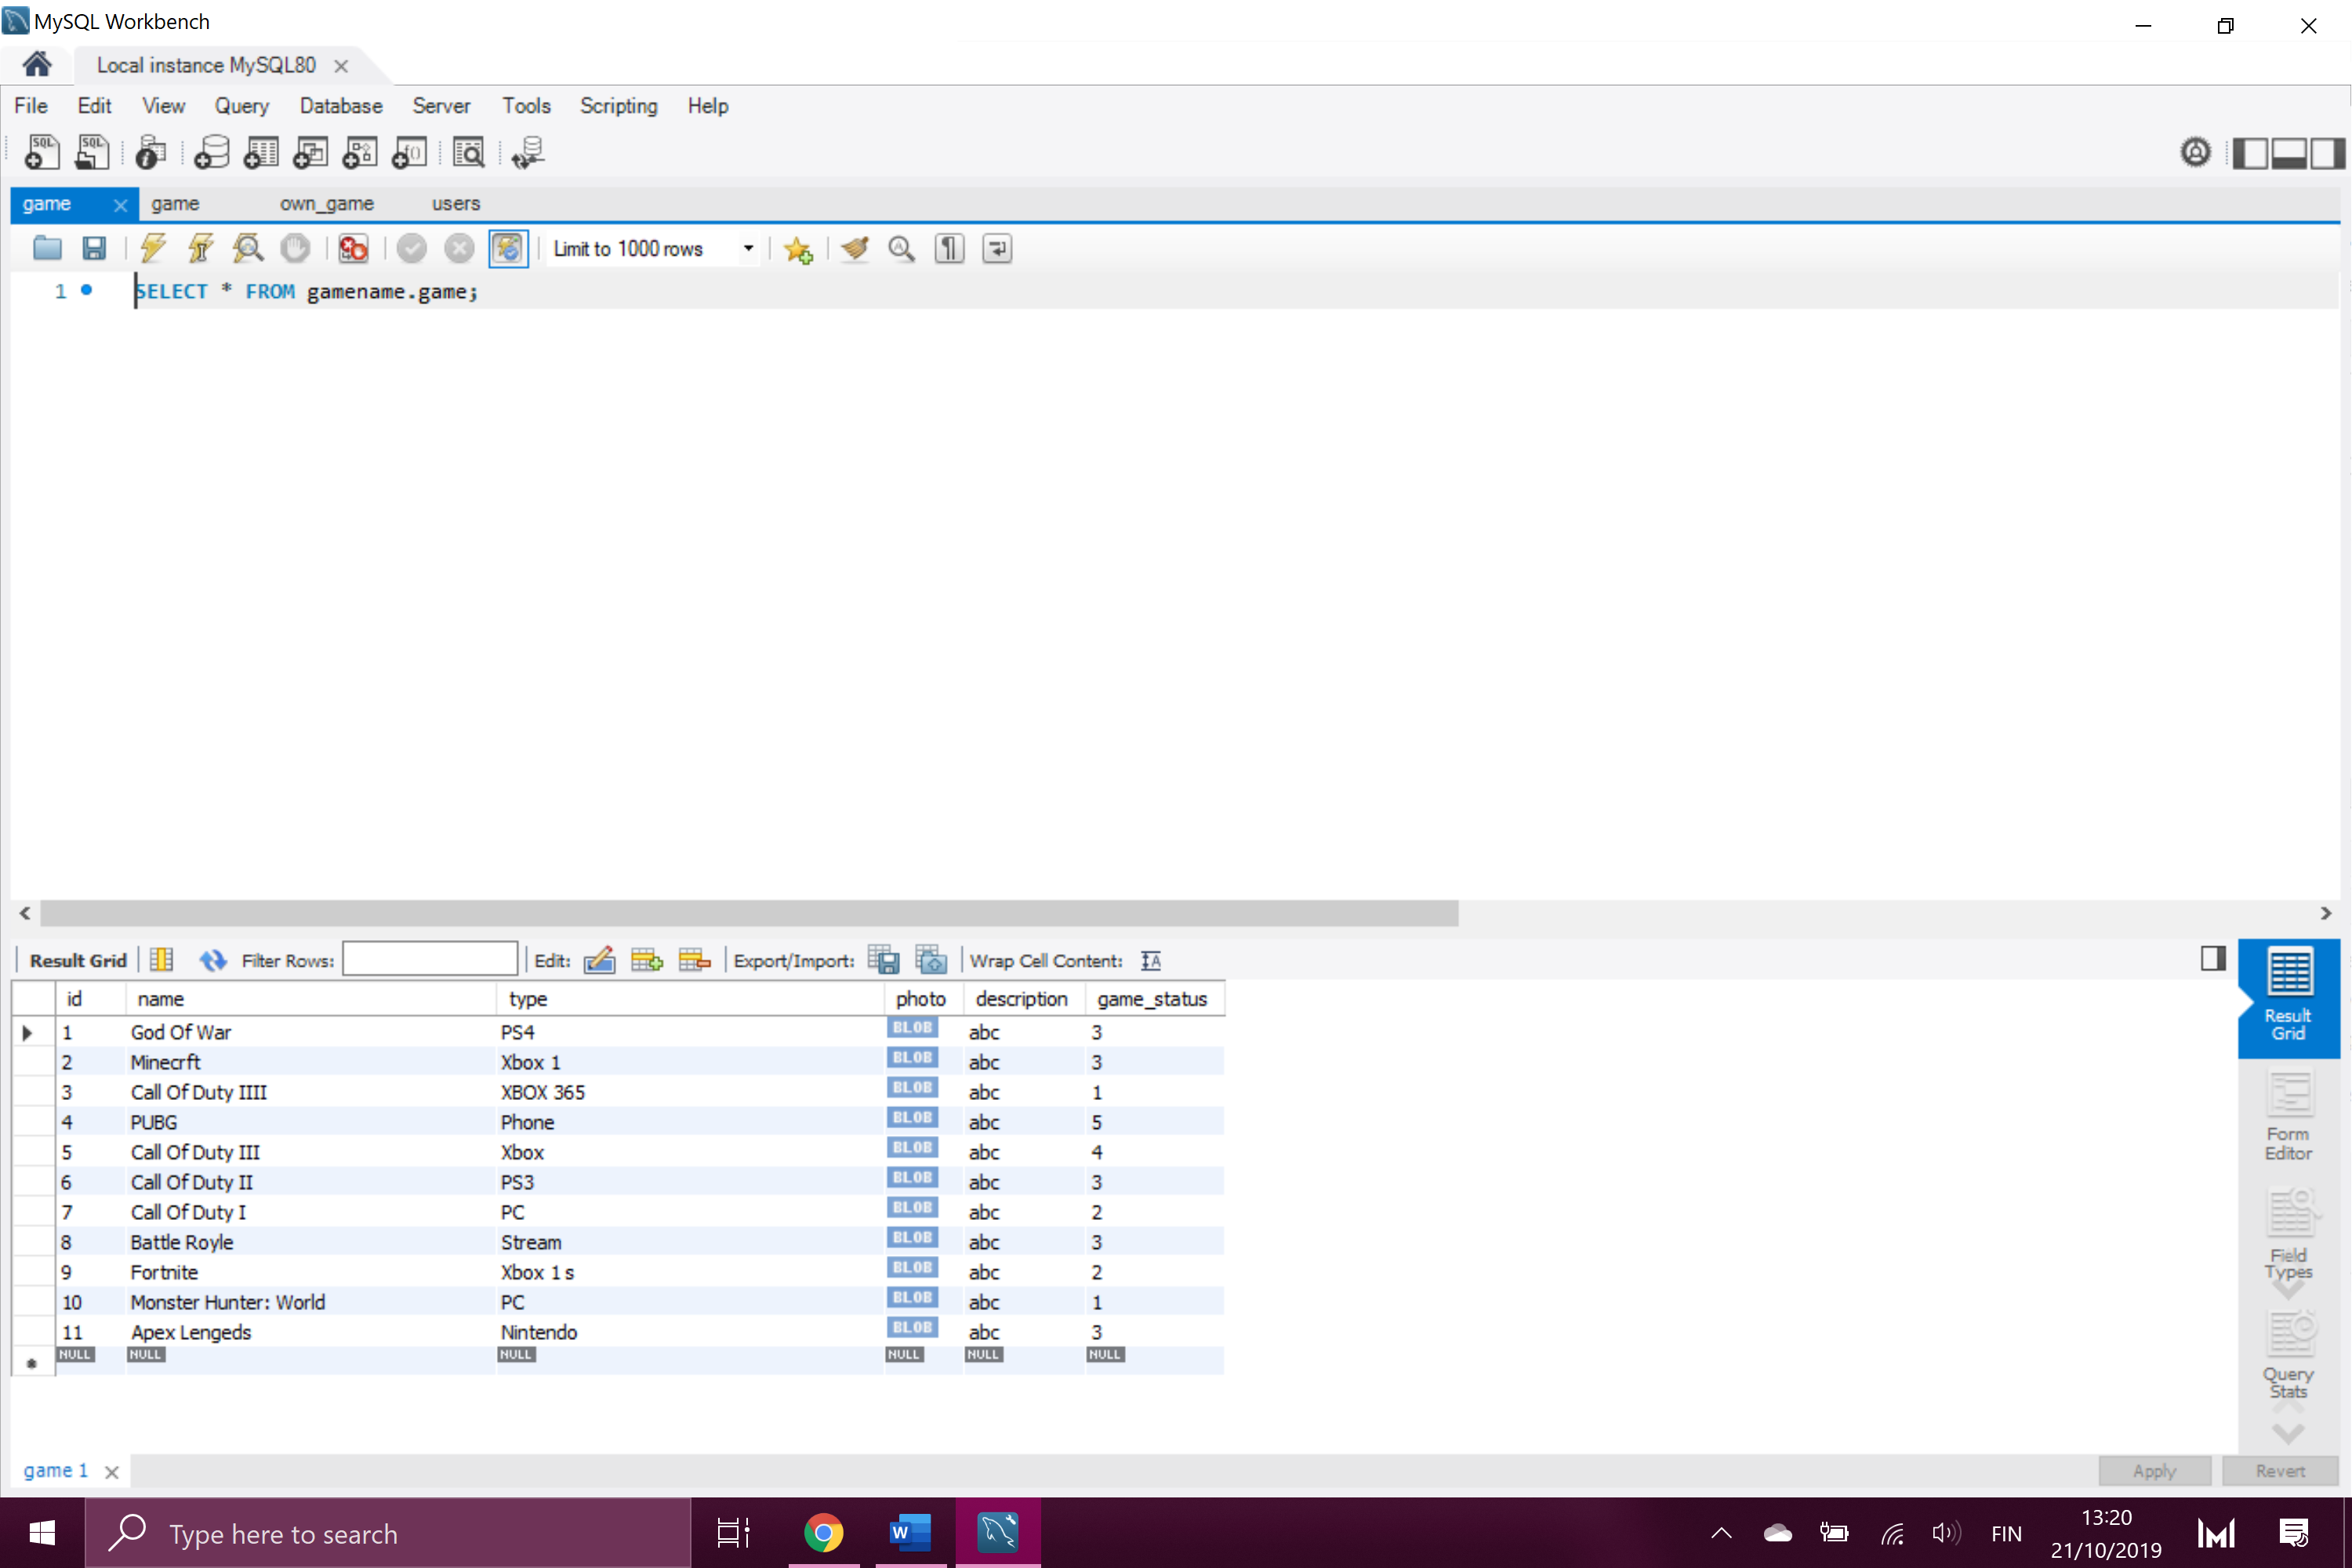 MySQL Workbench
Local instance MySQL80
File Edit View Query Database Server Tools Scripting Help
game game own_game users
Limit to 1000 rows
1 SELECT * FROM gamename.game;
Result Grid Filter Rows: Edit: Export/Import: Wrap Cell Content:
id name type photo description game_status
1 God Of War PS4 BLOB abc 3
2 Minecrft Xbox 1 BLOB abc 3
3 Call Of Duty IIII XBOX 365 BLOB abc 1
4 PUBG Phone BLOB abc 5
5 Call Of Duty III Xbox BLOB abc 4
6 Call Of Duty II PS3 BLOB abc 3
7 Call Of Duty I PC BLOB abc 2
8 Battle Royle Stream BLOB abc 3
9 Fortnite Xbox 1 s BLOB abc 2
10 Monster Hunter: World PC BLOB abc 1
11 Apex Lengeds Nintendo BLOB abc 3
NULL NULL NULL NULL NULL NULL
Result
Grid
Form
Editor
Field
Types
Query
Stats
game 1
Apply Revert
Type here to search
FIN
13:20
21/10/2019